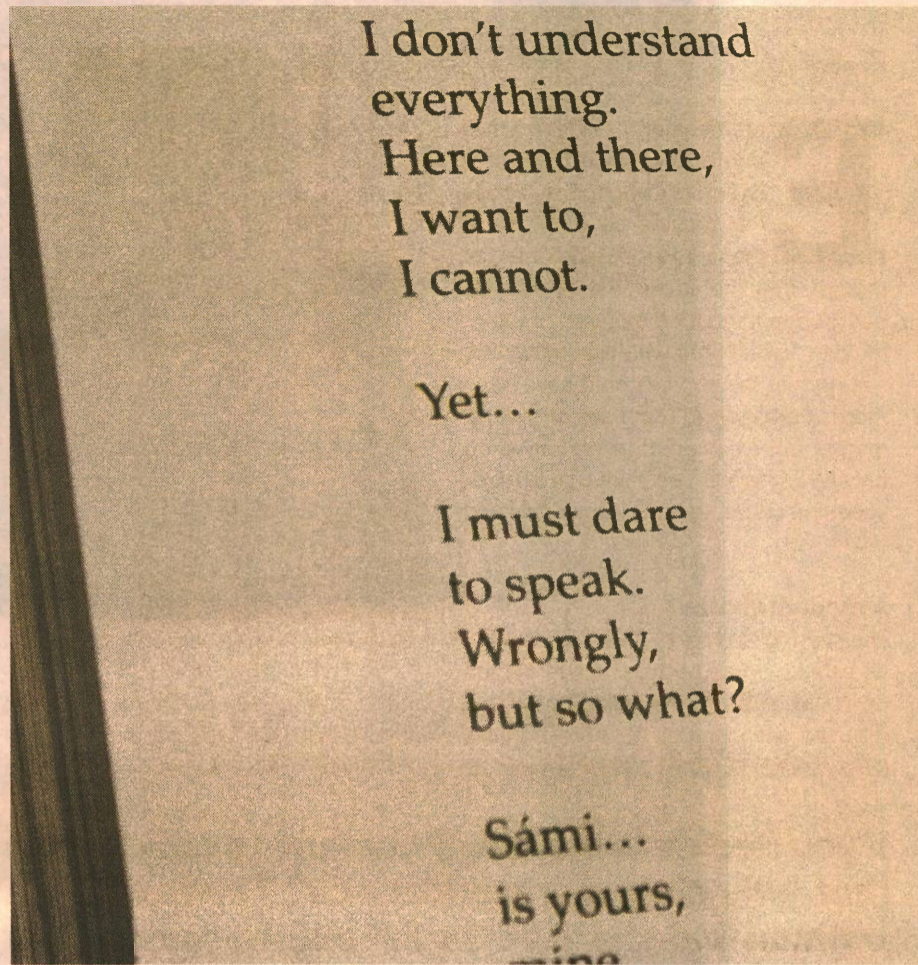 I don't understand
everything.
Here and there,
I want to,
I cannot.
Yet...
I must dare
to speak.
Wrongly,
but so what?
Sámi...
is yours,
mine